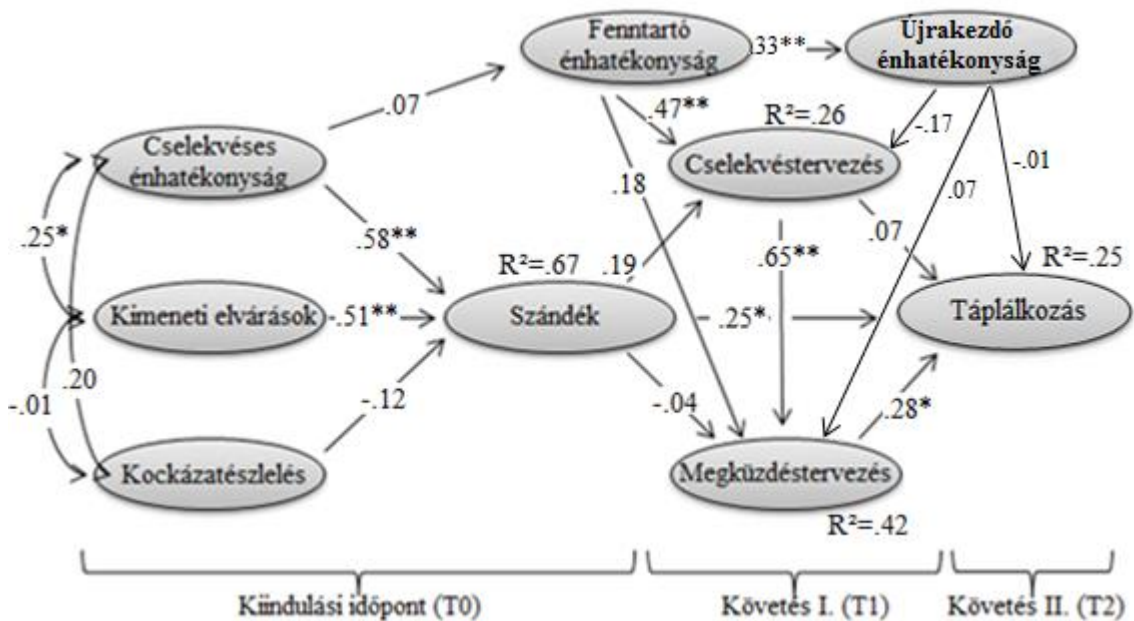 Fenntartó
énhatékonyság
.33**
Újrakezdő
énhatékonyság
.07
.47**
R²=.26
-.17
Cselekvéses
énhatékonyság
Cselekvéstervezés
-.01
.18
.07
.25*
.58**
R²=.67
.19
.65**
.07
R²=.25
Kimeneti elvárások
.51**
Szándék
.25*
Táplálkozás
-.01
.20
-.12
-.04
.28*
Kockázatészlelés
Megküzdéstervezés
R²=.42
Kiindulási időpont (T0)
Követés I. (T1)
Követés II. (T2)